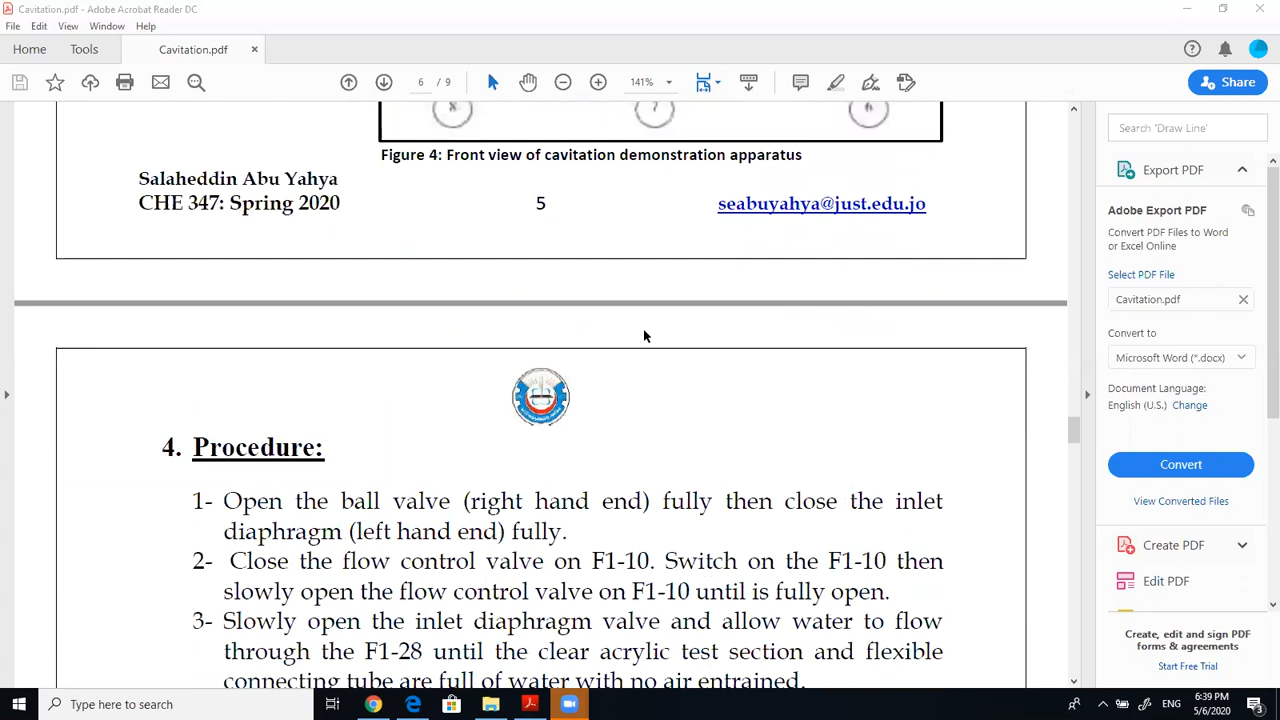 Cavitation.pdf - Adobe Acrobat Reader DC
File Edit View Window Help
Home Tools Cavitation.pdf ×
Share
6 / 9 141%
8 7 6
Figure 4: Front view of cavitation demonstration apparatus
Salaheddin Abu Yahya
CHE 347: Spring 2020 5 seabuyahya@just.edu.jo
4. Procedure:
1- Open the ball valve (right hand end) fully then close the inlet
diaphragm (left hand end) fully.
2- Close the flow control valve on F1-10. Switch on the F1-10 then
slowly open the flow control valve on F1-10 until is fully open.
3- Slowly open the inlet diaphragm valve and allow water to flow
through the F1-28 until the clear acrylic test section and flexible
connecting tube are full of water with no air entrained.
Search 'Draw Line'
Export PDF
Adobe Export PDF
Convert PDF Files to Word
or Excel Online
Select PDF File
Cavitation.pdf
Convert to
Microsoft Word (*.docx)
Document Language:
English (U.S.) Change
Convert
View Converted Files
Create PDF
Edit PDF
Create, edit and sign PDF
forms & agreements
Start Free Trial
Type here to search
ENG
6:39 PM
5/6/2020
3